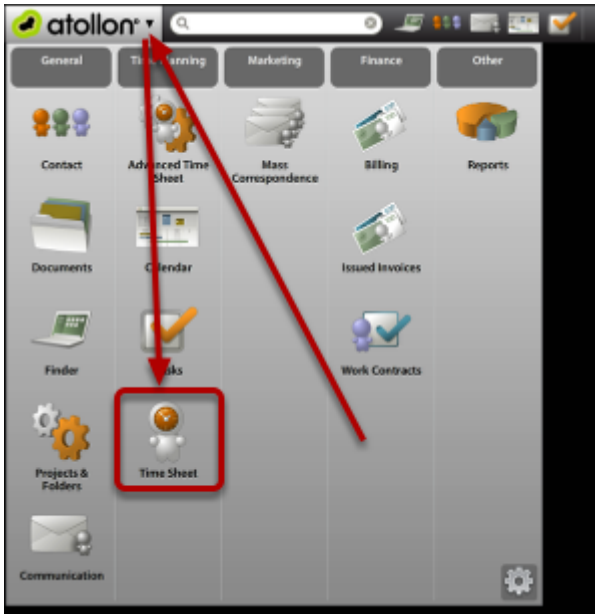 atollon
General
Marketing
Finance
Other
Contact
Advanced Time
Sheet
Mass
Correspondence
Billing
Reports
Documents
Calendar
Issued Invoices
Finder
Work Contracts
Projects &
Folders
Time Sheet
Communication